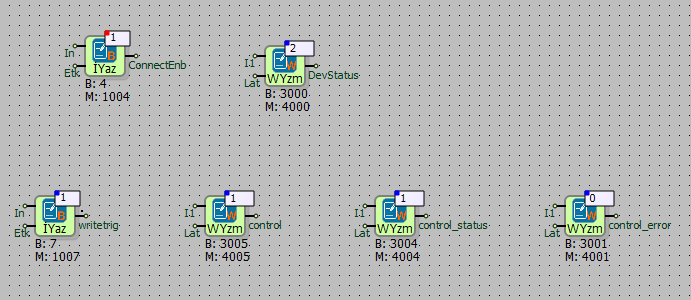 1
In
B
ConnectEnb
Etk
IYaz
B: 4
M: 1004
2
I1
W
DevStatus
Lat
WYzm
B: 3000
M: 4000
1
In
B
writetrig
Etk
IYaz
B: 7
M: 1007
1
I1
W
control
Lat
WYzm
B: 3005
M: 4005
1
I1
W
control_status
Lat
WYzm
B: 3004
M: 4004
0
I1
W
control_error
Lat
WYzm
B: 3001
M: 4001